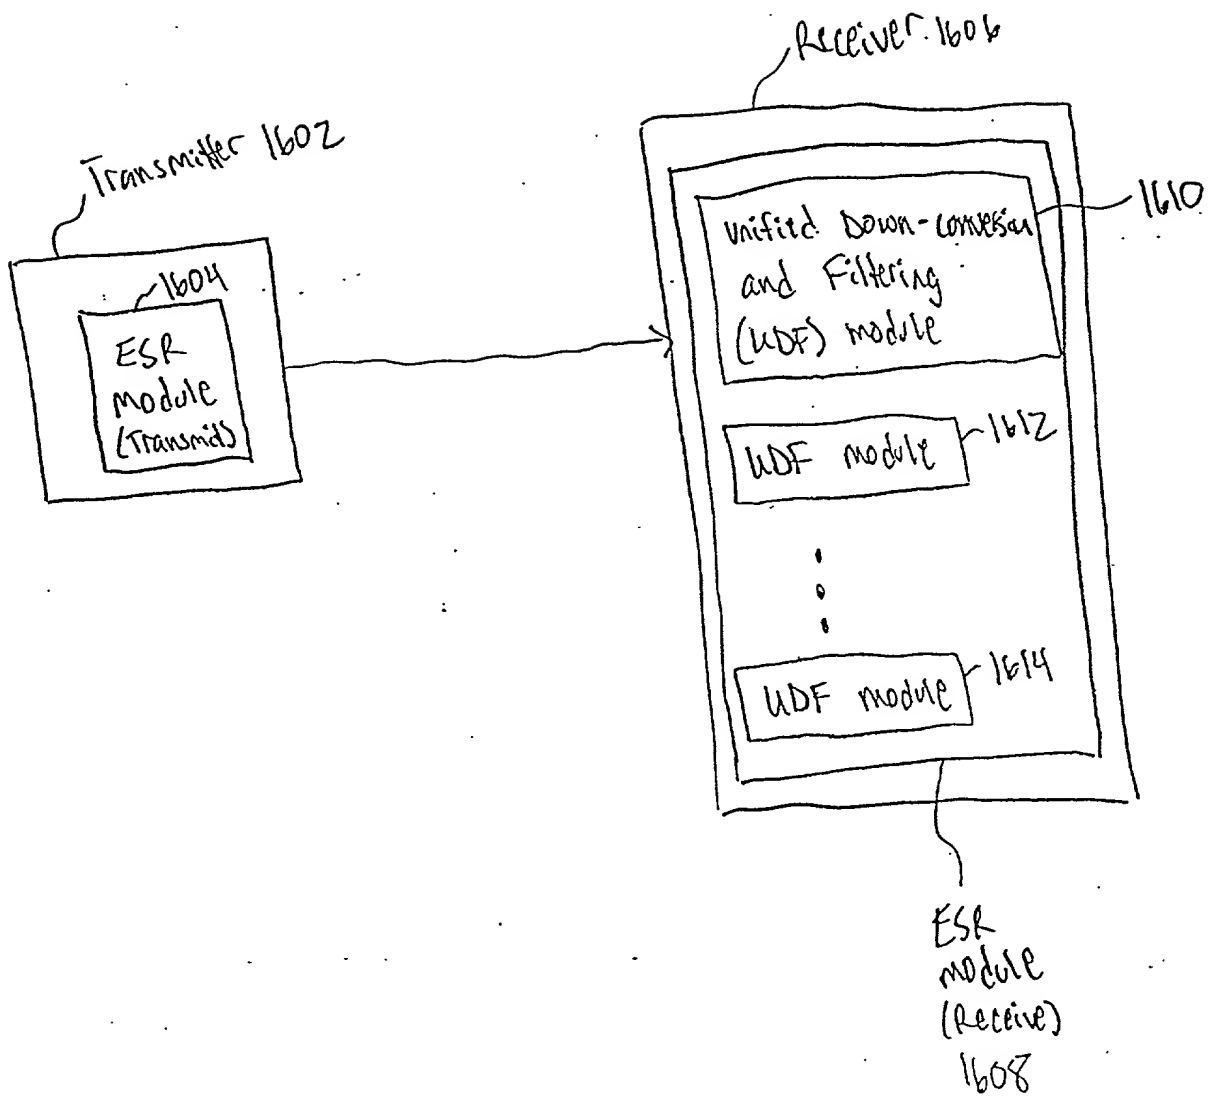 Receiver 1606
Transmitter 1602
1604
ESR
module
(Transmit)
1610
Unified Down-conversion
and Filtering
(UDF) module
1612
UDF module
1614
UDF module
ESR
module
(Receive)
1608